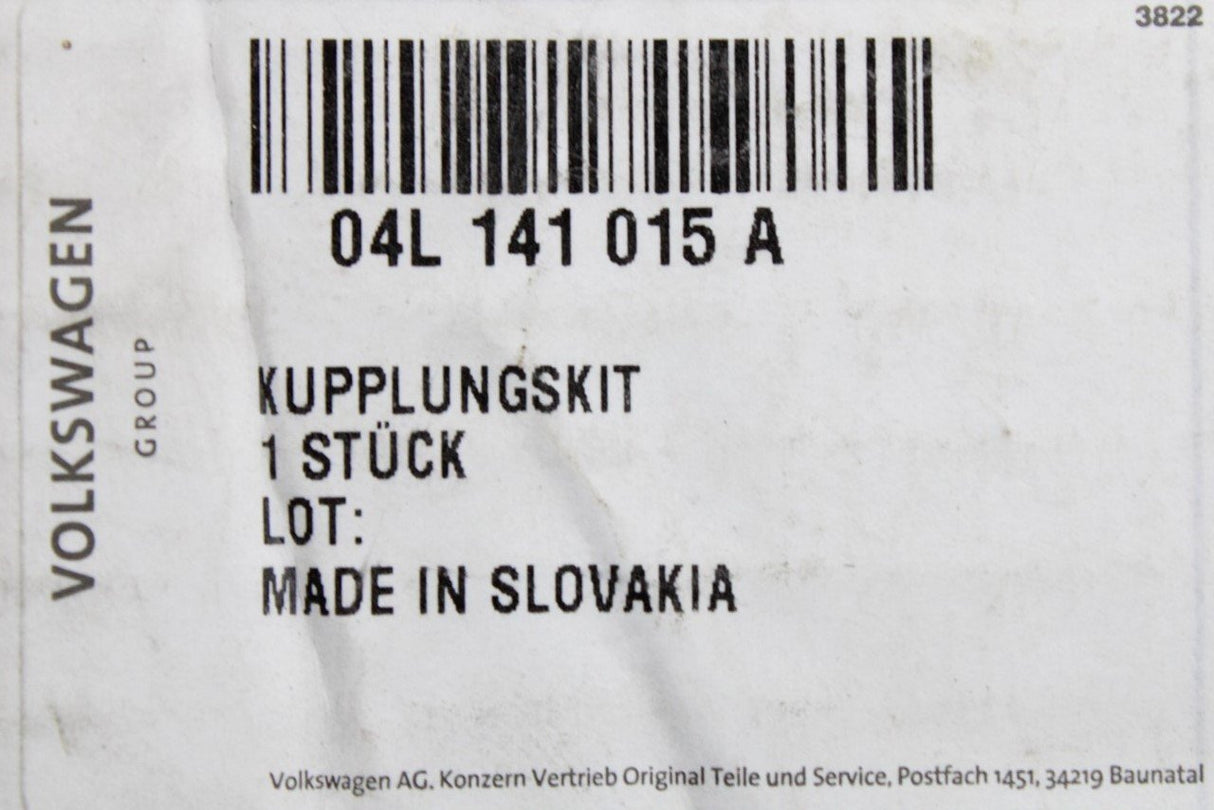 3822
04L 141 015 A
VOLKSWAGEN
GROUP
KUPPLUNGSKIT
1 STÜCK
LOT:
MADE IN SLOVAKIA
Volkswagen AG. Konzern Vertrieb Original Teile und Service, Postfach 1451, 34219 Baunatal